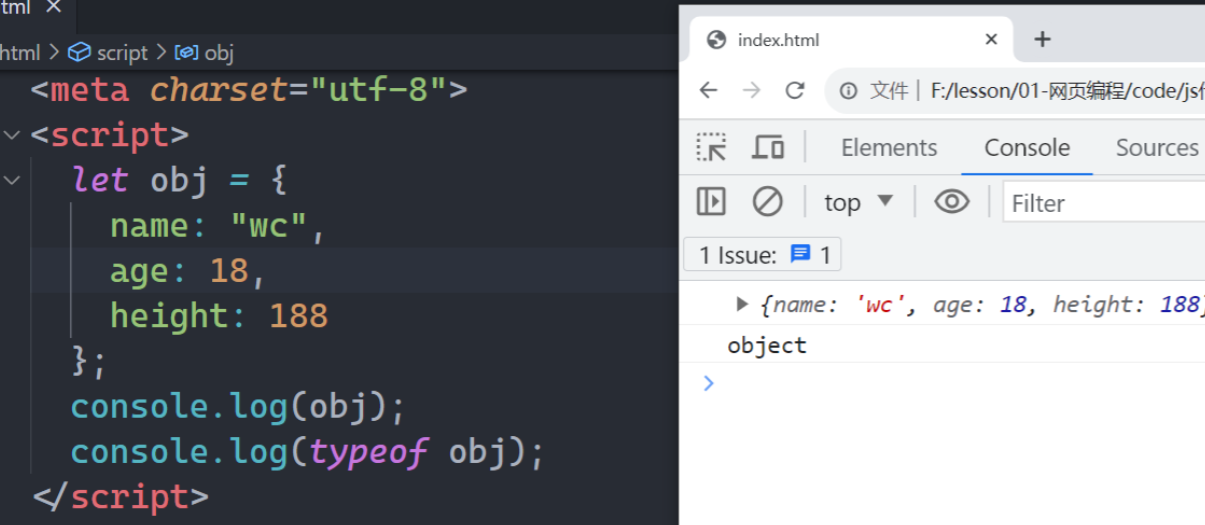 tml
html > script > obj
<meta charset="utf-8">
<script>
let obj = {
name: "wc",
age: 18,
height: 188
};
console.log(obj);
console.log(typeof obj);
</script>
index.html
文件 | F:/lesson/01-网页编程/code/js
Elements Console Sources
top Filter
1 Issue: 1
{name: 'wc', age: 18, height: 188}
object